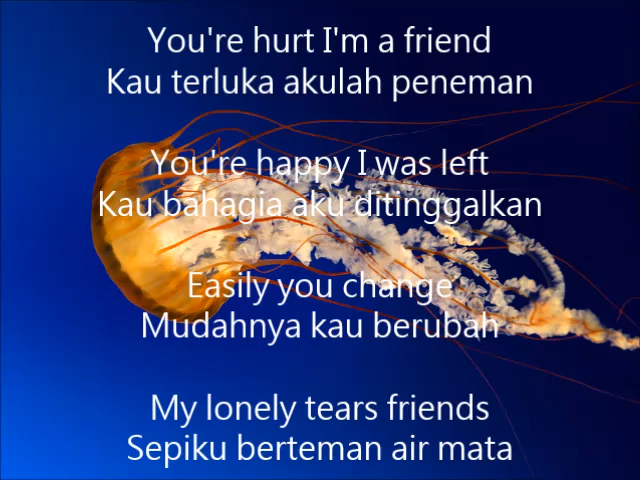 You're hurt I'm a friend
Kau terluka akulah peneman
You're happy I was left
Kau bahagia aku ditinggalkan
Easily you change
Mudahnya kau berubah
My lonely tears friends
Sepiku berteman air mata